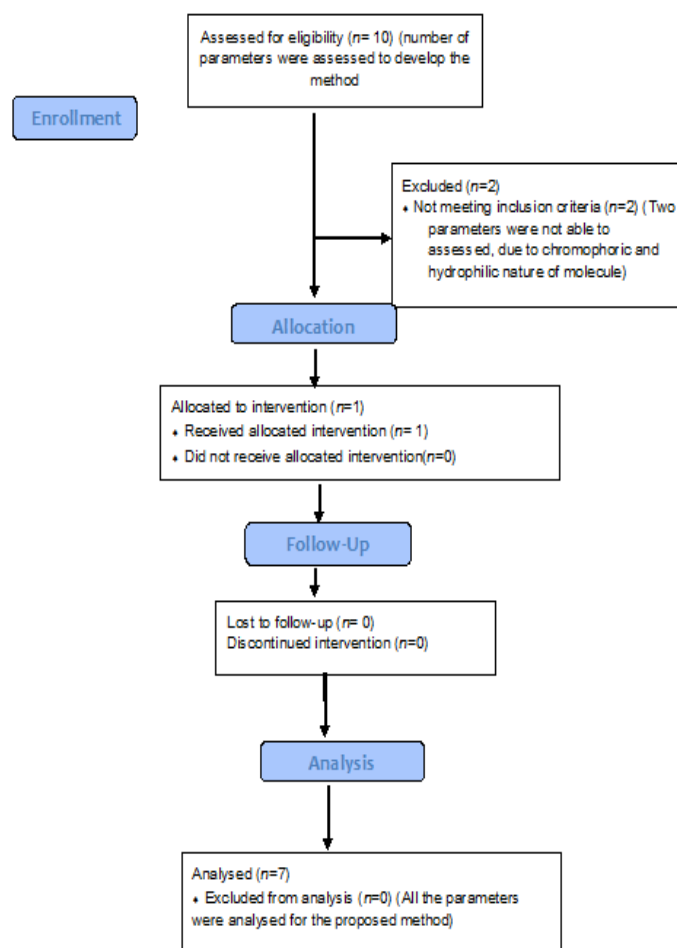 Assessed for eligibility (n= 10) (number of
parameters were assessed to develop the
method
Enrollment
Excluded (n=2)
♦ Not meeting inclusion criteria (n=2) ( Two
parameters were not able to
assessed, due to chromophoric and
hydrophilic nature of molecule)
Allocation
Allocated to intervention (n=1)
♦ Received allocated intervention (n= 1)
♦ Did not receive allocated intervention(n=0)
Follow-Up
Lost to follow-up (n= 0)
Discontinued intervention (n=0)
Analysis
Analysed (n=7)
♦ Excluded from analysis (n=0) (All the parameters
were analysed for the proposed method)